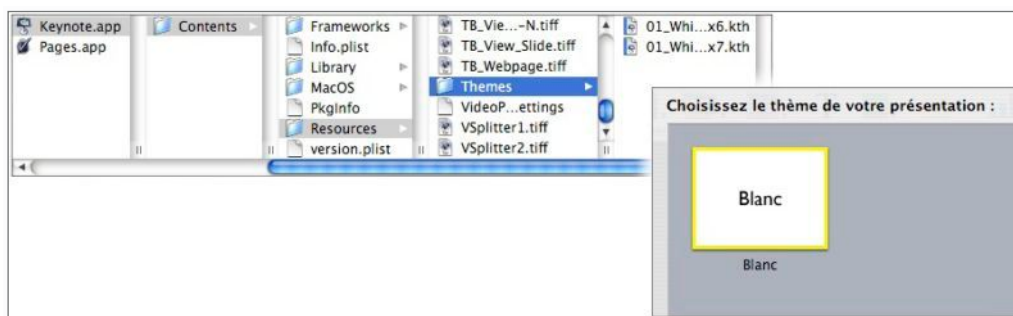 Keynote.app
Pages.app
Contents
Frameworks
Info.plist
Library
MacOS
PkgInfo
Resources
version.plist
TB_Vie...-N.tiff
TB_View_Slide.tiff
TB_Webpage.tiff
Themes
VideoP...ettings
VSplitter1.tiff
VSplitter2.tiff
01_Whi...x6.kth
01_Whi...x7.kth
Choisissez le thème de votre présentation :
Blanc
Blanc